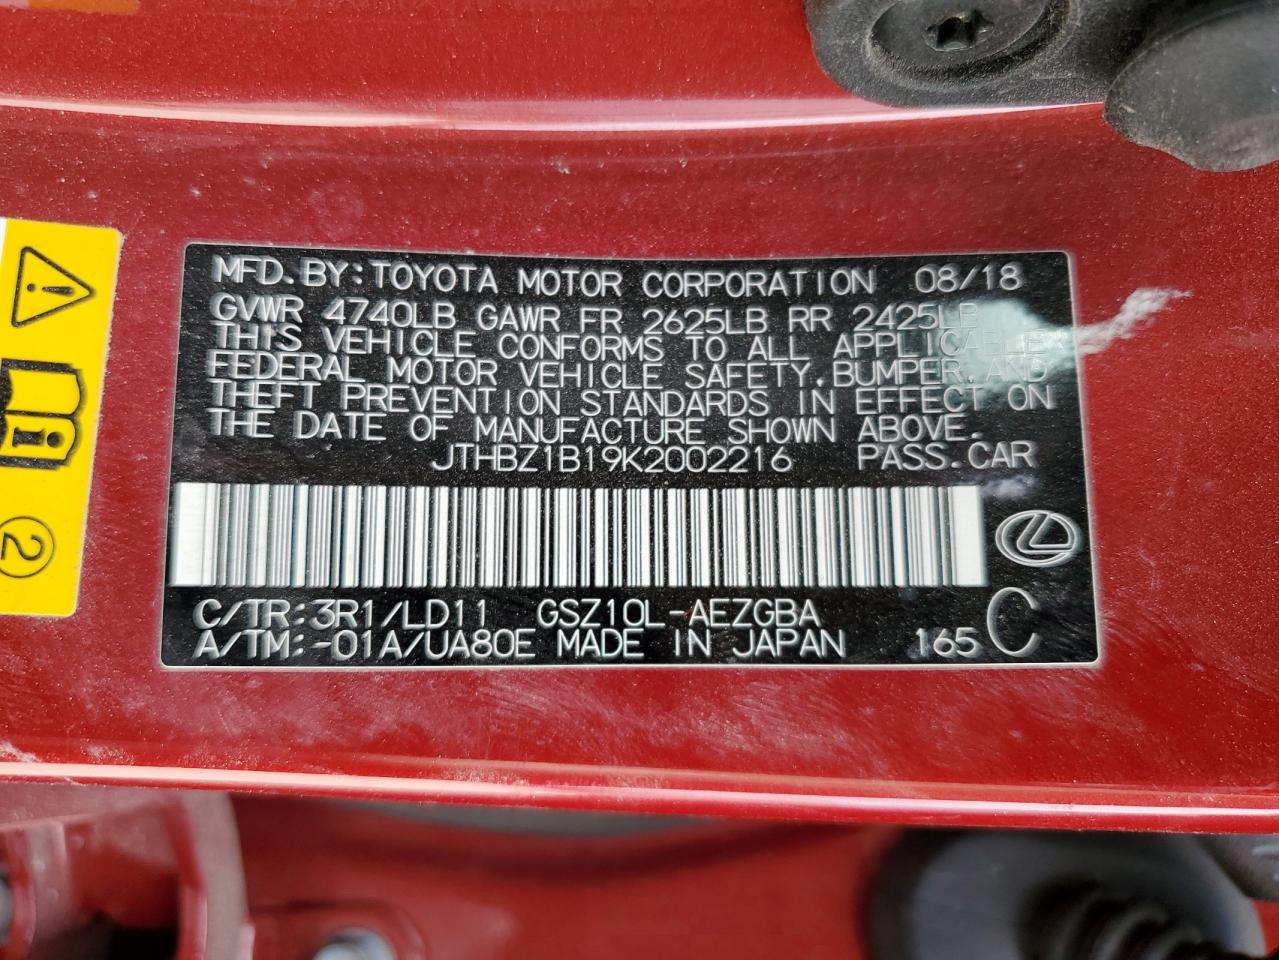 MFD.BY:TOYOTA MOTOR CORPORATION 08/18
GVWR 4740LB GAWR FR 2625LB RR 2425LB
THIS VEHICLE CONFORMS TO ALL APPLICABLE
FEDERAL MOTOR VEHICLE SAFETY,BUMPER,AND
THEFT PREVENTION STANDARDS IN EFFECT ON
THE DATE OF MANUFACTURE SHOWN ABOVE.
JTHBZ1B19K2002216 PASS.CAR
C/TR:3R1/LD11 GSZ10L-AEZGBA
A/TM:-01A/UA80E MADE IN JAPAN 165 C
2